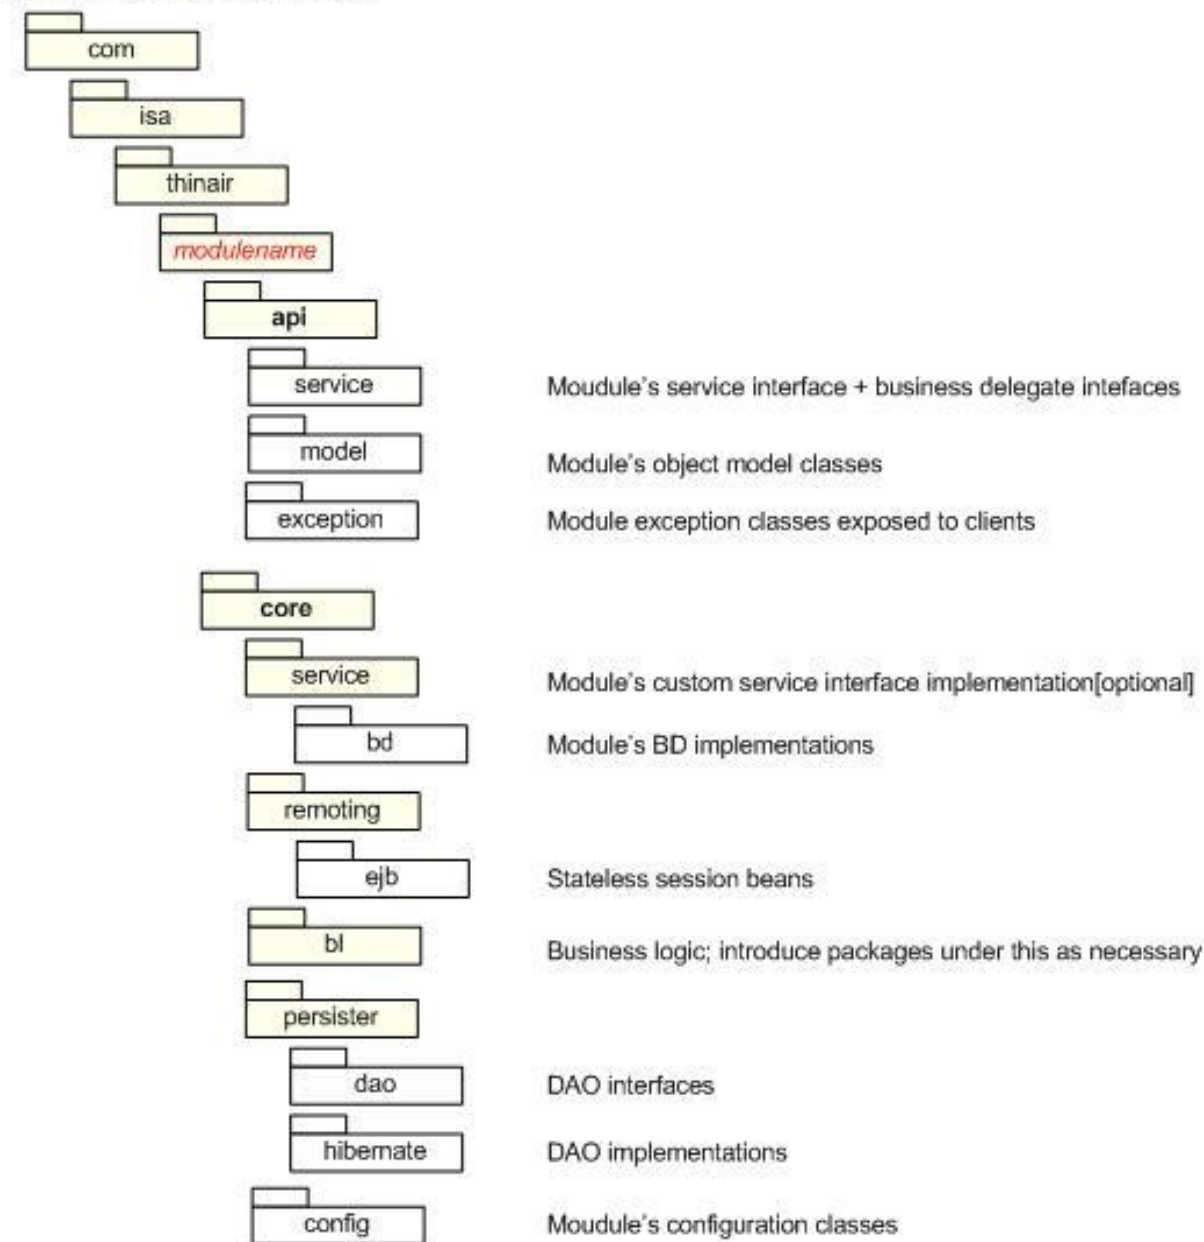 com
isa
thinair
modulename
api
service Moudule's service interface + business delegate intefaces
model Module's object model classes
exception Module exception classes exposed to clients
core
service Module's custom service interface implementation[optional]
bd Module's BD implementations
remoting
ejb Stateless session beans
bl Business logic; introduce packages under this as necessary
persister
dao DAO interfaces
hibernate DAO implementations
config Moudule's configuration classes